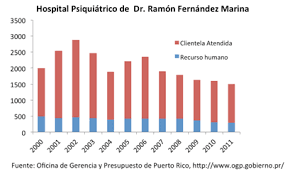 Hospital Psiquiátrico de Dr. Ramón Fernández Marina
3500
3000
2500
2000
1500
1000
500
0
Clientela Atendida
Recurso humano
2000 2001 2002 2003 2004 2005 2006 2007 2008 2009 2010 2011
Fuente: Oficina de Gerencia y Presupuesto de Puerto Rico, http://www.ogp.gobierno.pr/